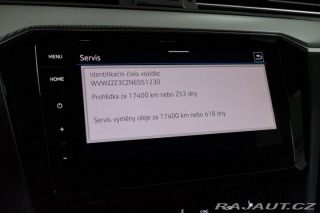 MENU
Servis
HOME
Identifikační číslo vozidla:
WVWZZZ3CZNE051230
Prohlídka za 17400 km nebo 253 dny
Servis výměny oleje za 17400 km nebo 618 dny
+
−
RAJAUT.CZ